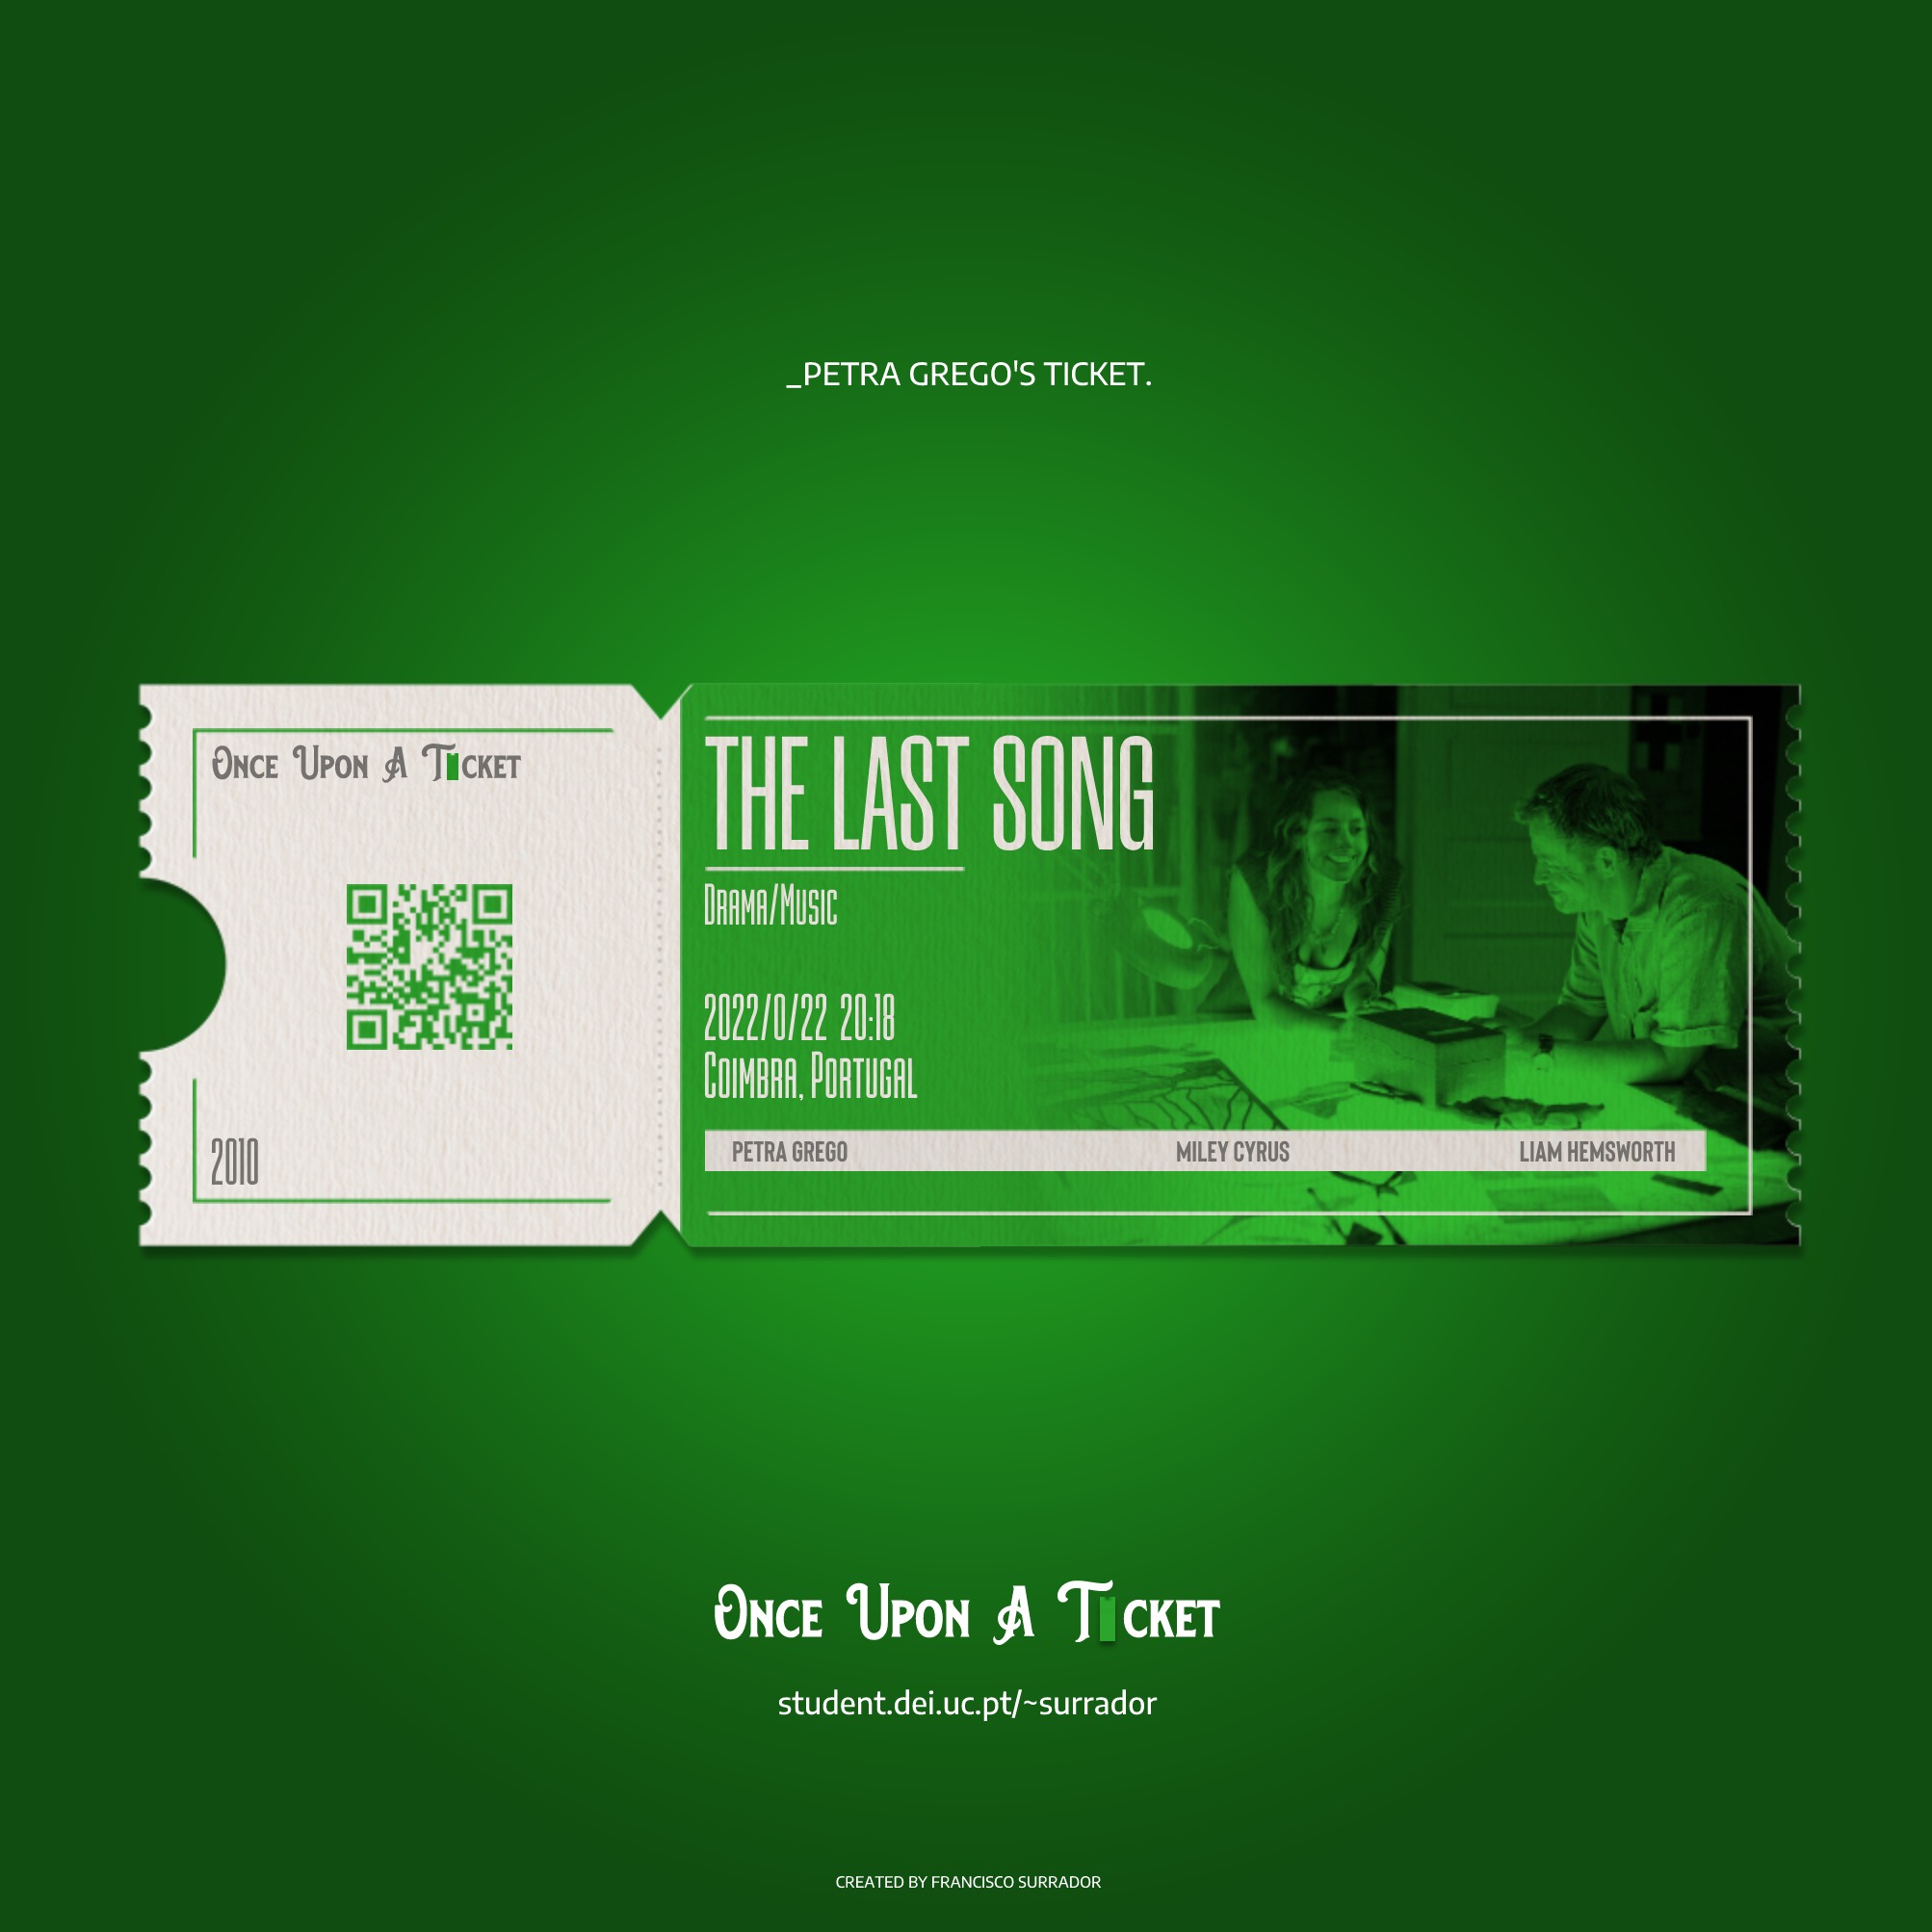 _PETRA GREGO'S TICKET.
ONCE UPON A TICKET
2010
THE LAST SONG
DRAMA/MUSIC
2022/0/22 20:18
COIMBRA, PORTUGAL
PETRA GREGO MILEY CYRUS LIAM HEMSWORTH
ONCE UPON A TICKET
student.dei.uc.pt/~surrador
CREATED BY FRANCISCO SURRADOR